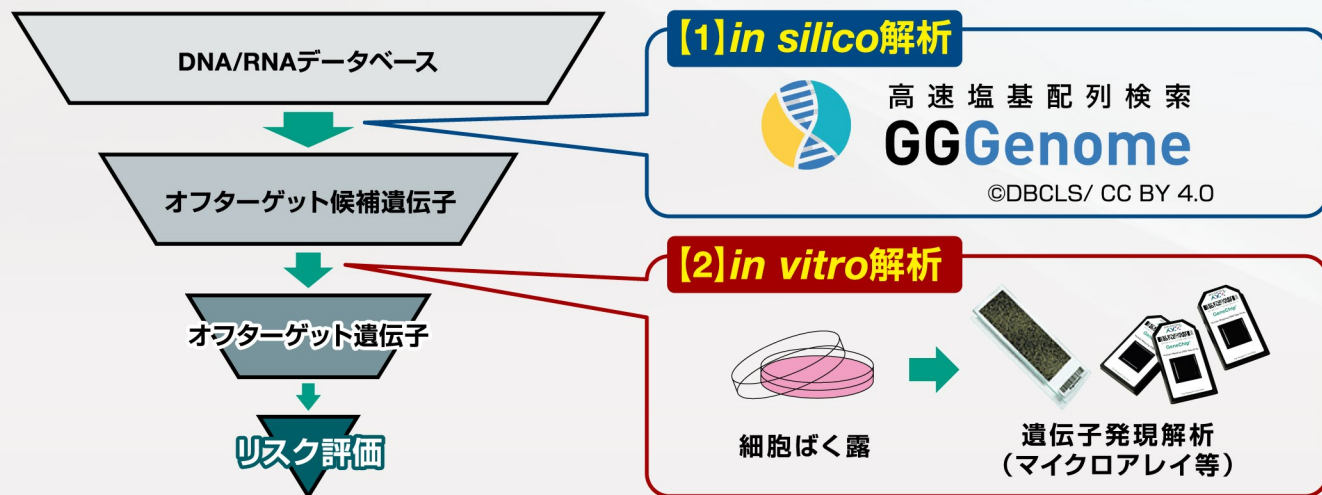 DNA/RNAデータベース
オフターゲット候補遺伝子
オフターゲット遺伝子
リスク評価
【1】in silico解析
高速塩基配列検索
GGGenome
©DBCLS/ CC BY 4.0
【2】in vitro解析
細胞ばく露
GeneChip
GeneChip
GeneChip
遺伝子発現解析
（マイクロアレイ等）